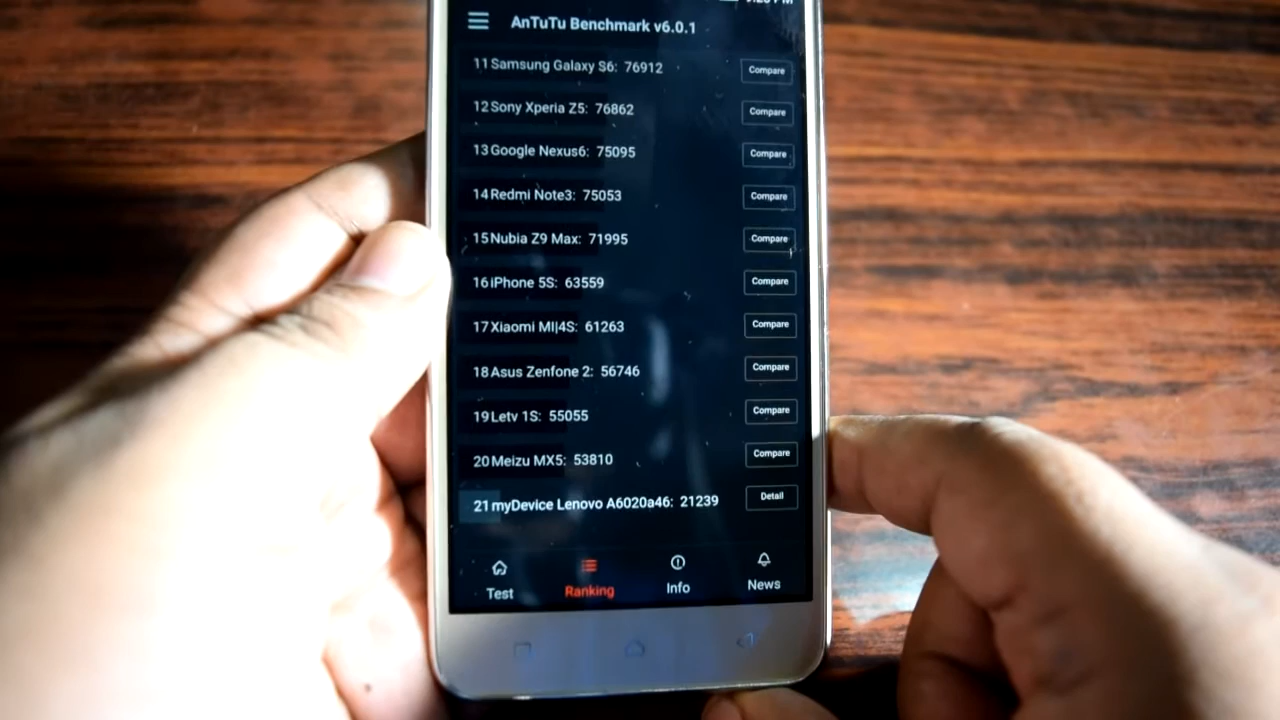 AnTuTu Benchmark v6.0.1
11 Samsung Galaxy S6: 76912 Compare
12 Sony Xperia Z5: 76862 Compare
13 Google Nexus6: 75095 Compare
14 Redmi Note3: 75053 Compare
15 Nubia Z9 Max: 71995 Compare
16 iPhone 5S: 63559 Compare
17 Xiaomi MI|4S: 61263 Compare
18 Asus Zenfone 2: 56746 Compare
19 Letv 1S: 55055 Compare
20 Meizu MX5: 53810 Compare
21 myDevice Lenovo A6020a46: 21239 Detail
Test Ranking Info News